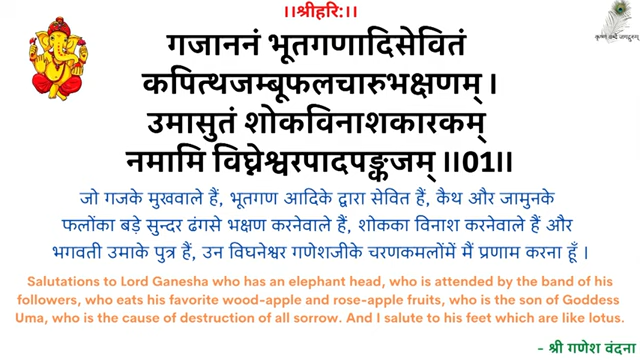 ।।श्रीहरि:।।
गजाननं भूतगणादिसेवितं
कपित्थजम्बूफलचारुभक्षणम् ।
उमासुतं शोकविनाशकारकम्
नमामि विघ्नेश्वरपादपङ्कजम् ।।01।।
जो गजके मुखवाले हैं, भूतगण आदिके द्वारा सेवित हैं, कैथ और जामुनके
फलोंका बड़े सुन्दर ढंगसे भक्षण करनेवाले हैं, शोकका विनाश करनेवाले हैं और
भगवती उमाके पुत्र हैं, उन विघनेश्वर गणेशजीके चरणकमलोंमें मैं प्रणाम करना हूँ ।
Salutations to Lord Ganesha who has an elephant head, who is attended by the band of his
followers, who eats his favorite wood-apple and rose-apple fruits, who is the son of Goddess
Uma, who is the cause of destruction of all sorrow. And I salute to his feet which are like lotus.
- श्री गणेश वंदना
कृष्णं वन्दे जगद्गुरुम्